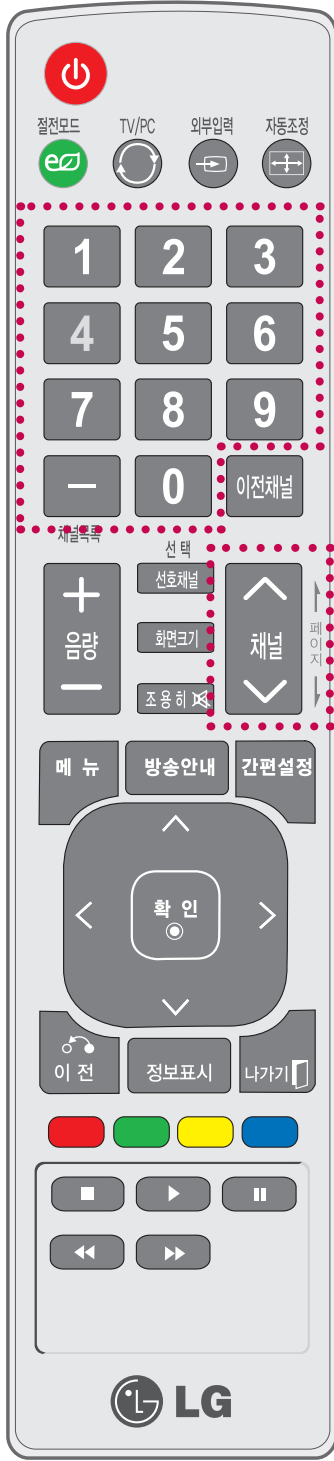 절전모드 TV/PC 외부입력 자동조정
1 2 3
4 5 6
7 8 9
— 0 이전채널
채널목록 선 택
+ 선호채널
음량 화면크기 채널 페이지
— 조용히
메 뉴 방송안내 간편설정
확 인
이 전 정보표시 나가기
LG